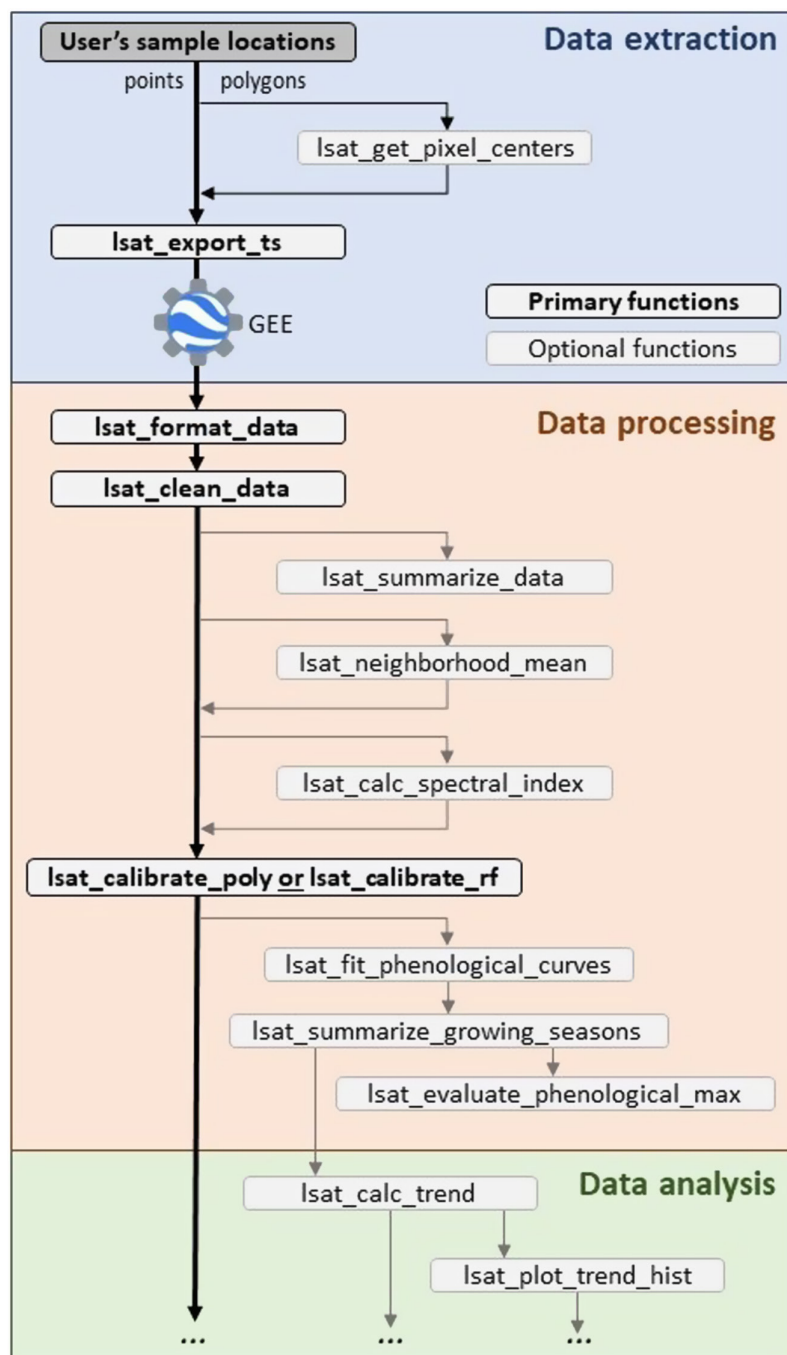 User's sample locations
Data extraction
points polygons
lsat_get_pixel_centers
lsat_export_ts
GEE
Primary functions
Optional functions
Data processing
lsat_format_data
lsat_clean_data
lsat_summarize_data
lsat_neighborhood_mean
lsat_calc_spectral_index
lsat_calibrate_poly or lsat_calibrate_rf
lsat_fit_phenological_curves
lsat_summarize_growing_seasons
lsat_evaluate_phenological_max
Data analysis
lsat_calc_trend
lsat_plot_trend_hist
... ... ...